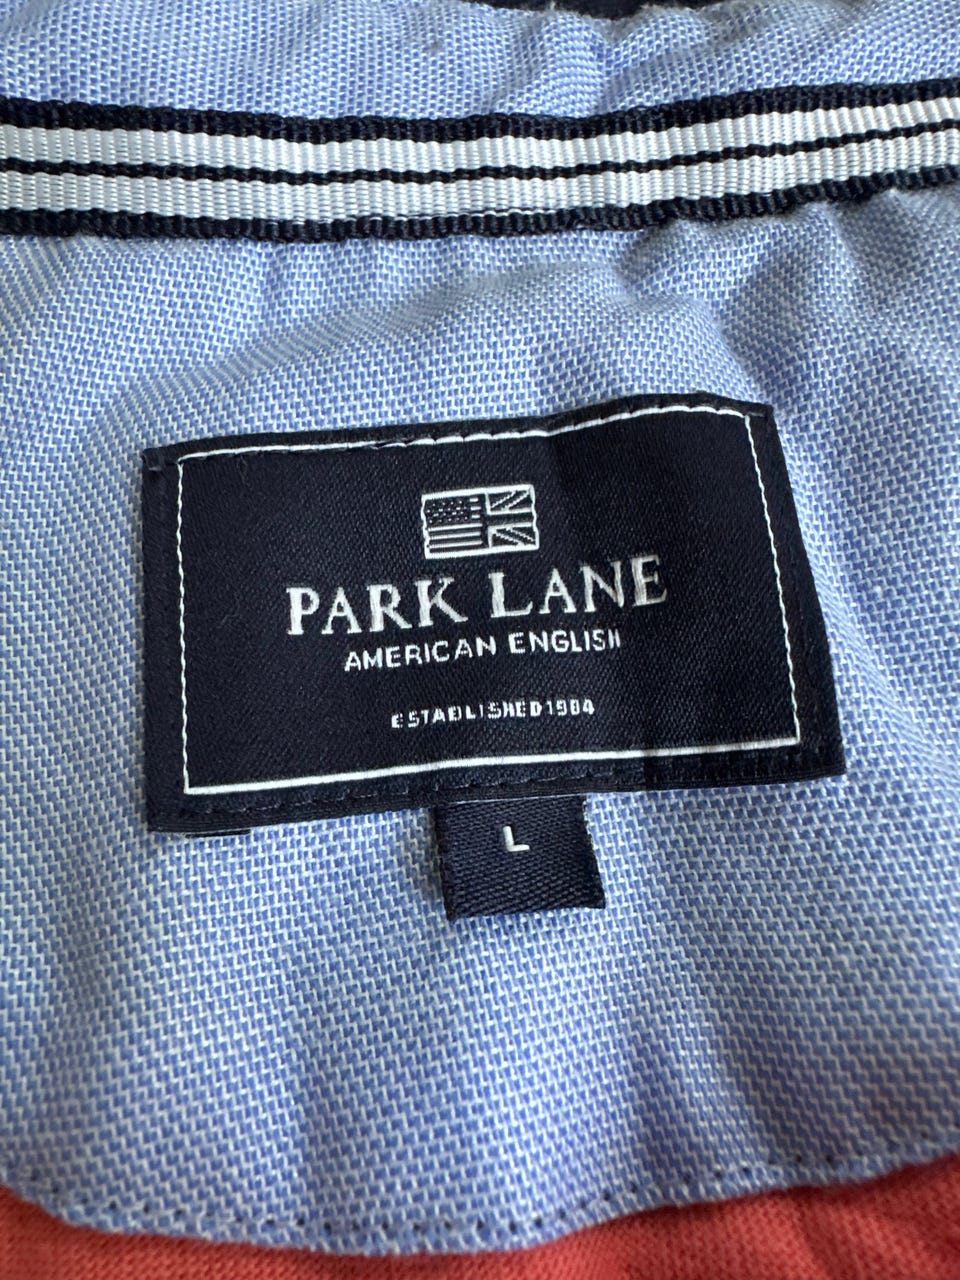 PARK LANE
AMERICAN ENGLISH
ESTABLISHED 1984
L